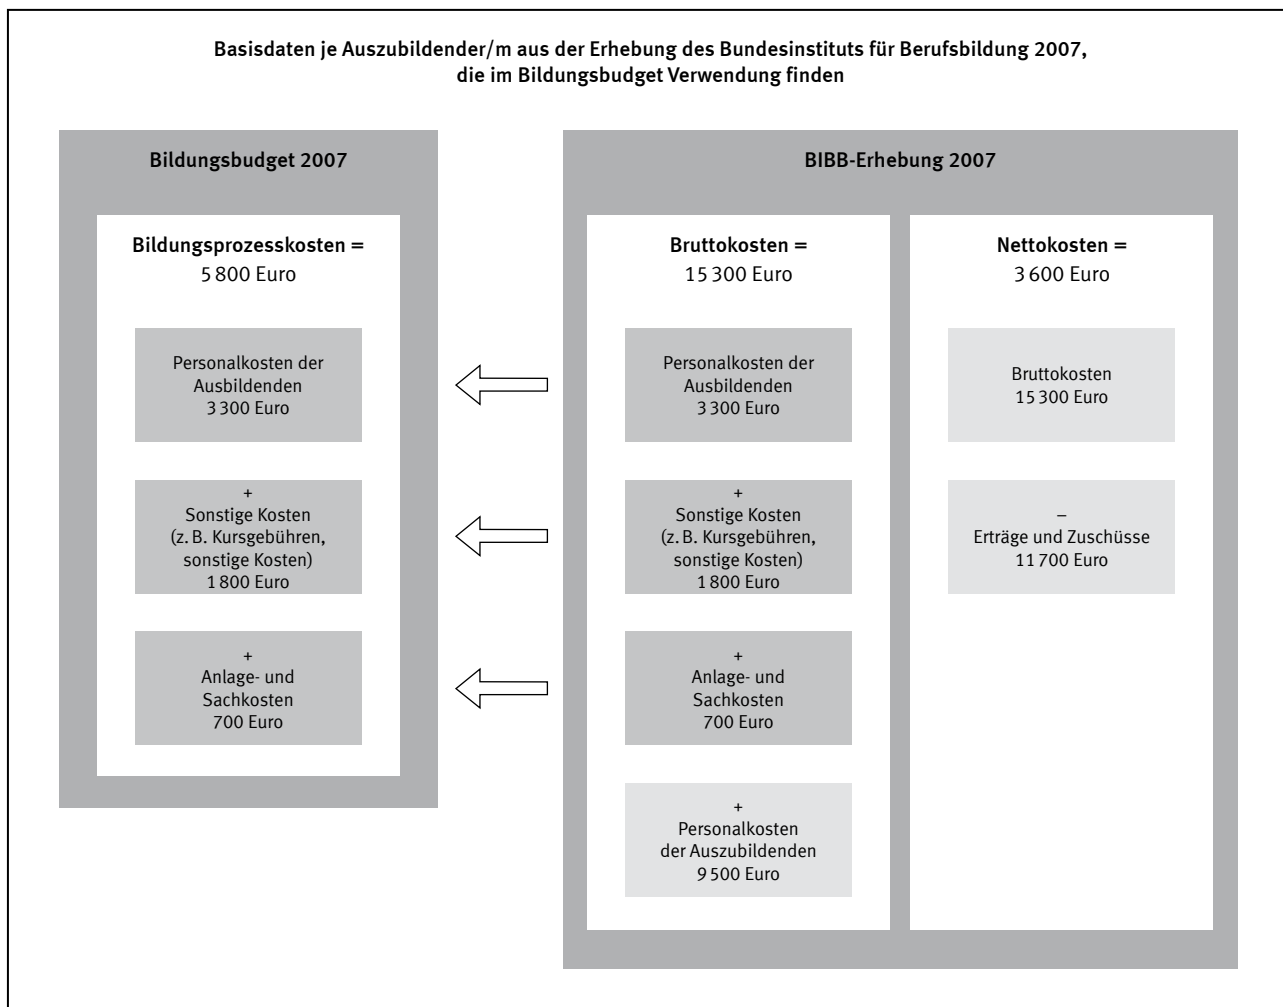 Basisdaten je Auszubildender/m aus der Erhebung des Bundesinstituts für Berufsbildung 2007,
die im Bildungsbudget Verwendung finden
Bildungsbudget 2007
Bildungsprozesskosten =
5 800 Euro
Personalkosten der
Ausbildenden
3 300 Euro
+
Sonstige Kosten
(z. B. Kursgebühren,
sonstige Kosten)
1 800 Euro
+
Anlage- und
Sachkosten
700 Euro
BIBB-Erhebung 2007
Bruttokosten =
15 300 Euro
Personalkosten der
Ausbildenden
3 300 Euro
+
Sonstige Kosten
(z. B. Kursgebühren,
sonstige Kosten)
1 800 Euro
+
Anlage- und
Sachkosten
700 Euro
+
Personalkosten
der Auszubildenden
9 500 Euro
Nettokosten =
3 600 Euro
Bruttokosten
15 300 Euro
–
Erträge und Zuschüsse
11 700 Euro